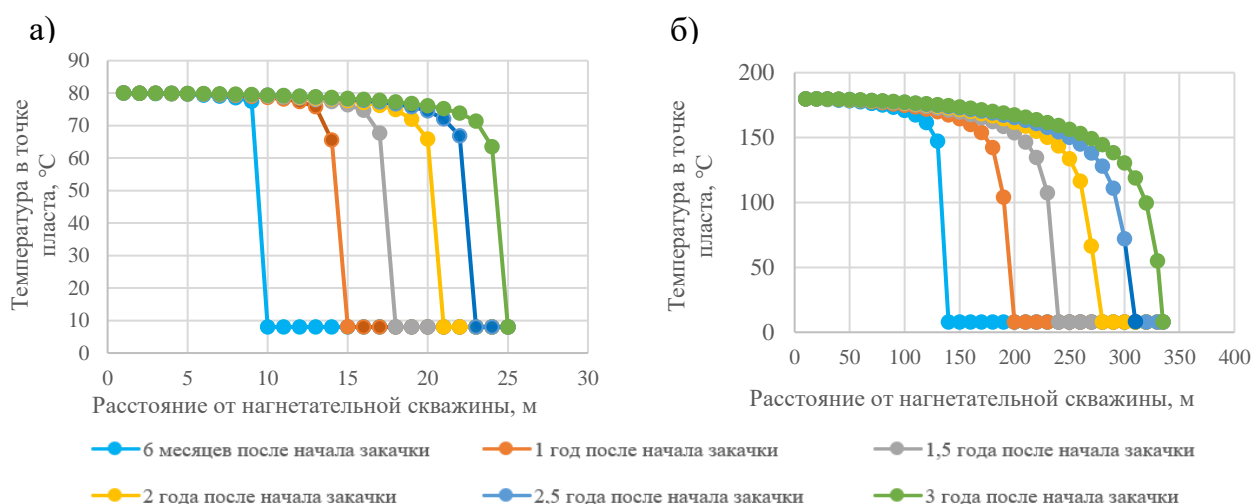 а)
Температура в точке
пласта, °C
90
80
70
60
50
40
30
20
10
0
0 5 10 15 20 25 30
Расстояние от нагнетательной скважины, м
б)
Температура в точке
пласта, °C
200
150
100
50
0
0 50 100 150 200 250 300 350 400
Расстояние от нагнетательной скважины, м
6 месяцев после начала закачки
1 год после начала закачки
1,5 года после начала закачки
2 года после начала закачки
2,5 года после начала закачки
3 года после начала закачки